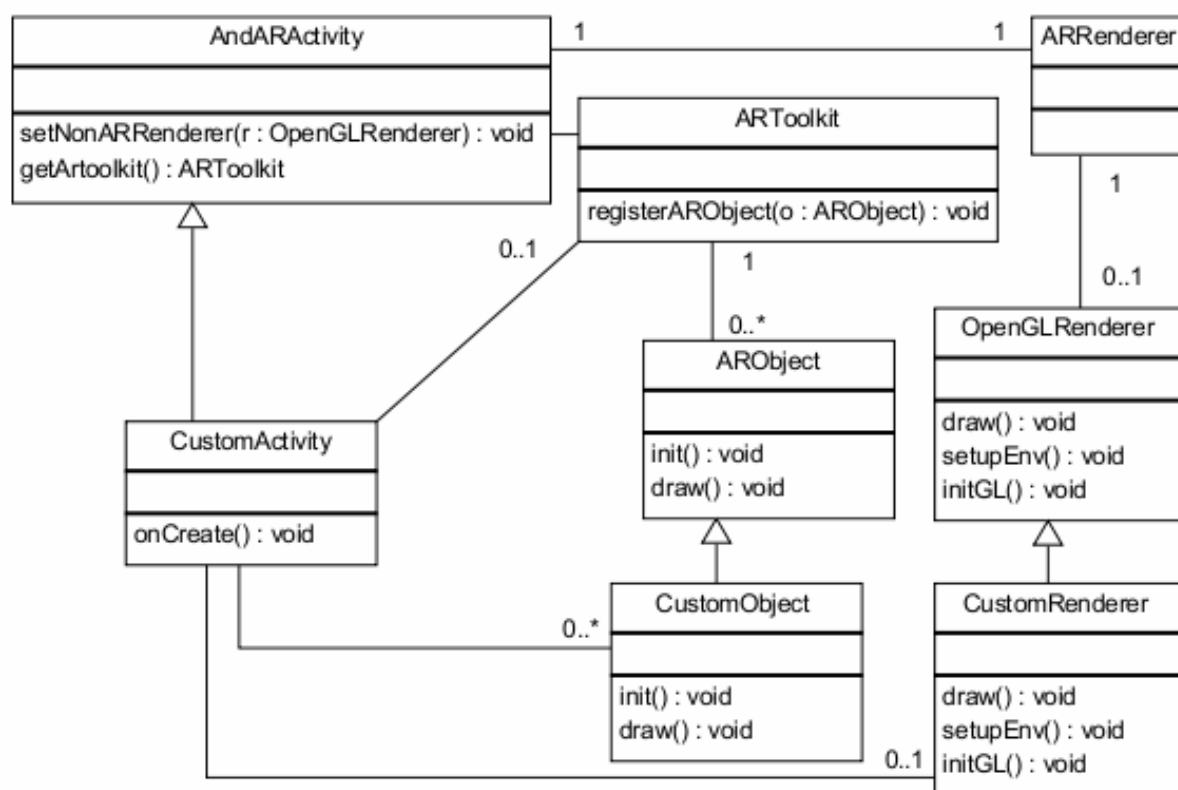 AndARActivity
1
1
ARRenderer
setNonARRenderer(r : OpenGLRenderer) : void
getArtoolkit() : ARToolkit
ARToolkit
registerARObject(o : ARObject) : void
0..1
1
0..*
1
0..1
ARObject
init() : void
draw() : void
OpenGLRenderer
draw() : void
setupEnv() : void
initGL() : void
CustomActivity
onCreate() : void
0..*
CustomObject
init() : void
draw() : void
0..1
CustomRenderer
draw() : void
setupEnv() : void
initGL() : void